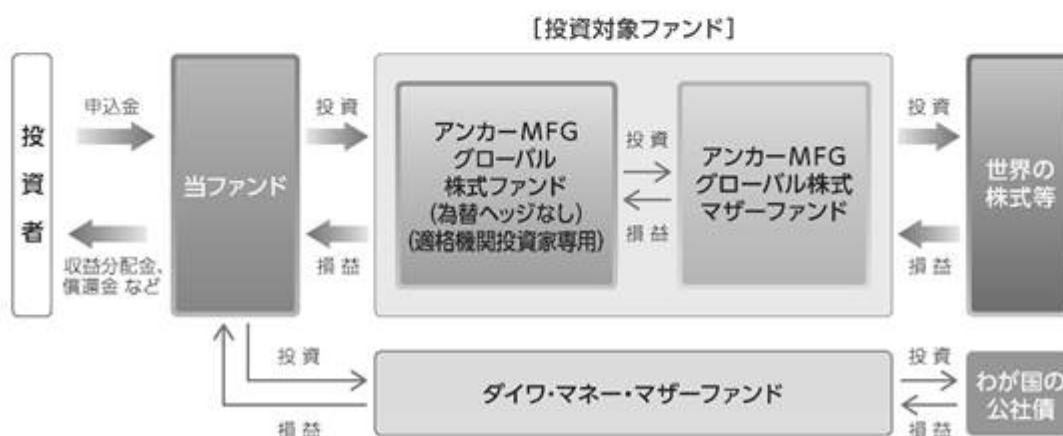 [投資対象ファンド]
投資者
申込金
収益分配金、
償還金 など
当ファンド
投資
損益
アンカーMFG
グローバル
株式ファンド
(為替ヘッジなし)
(適格機関投資家専用)
投資
損益
アンカーMFG
グローバル株式
マザーファンド
投資
損益
世界の
株式等
投資
損益
ダイワ・マネー・マザーファンド
投資
損益
わが国の
公社債